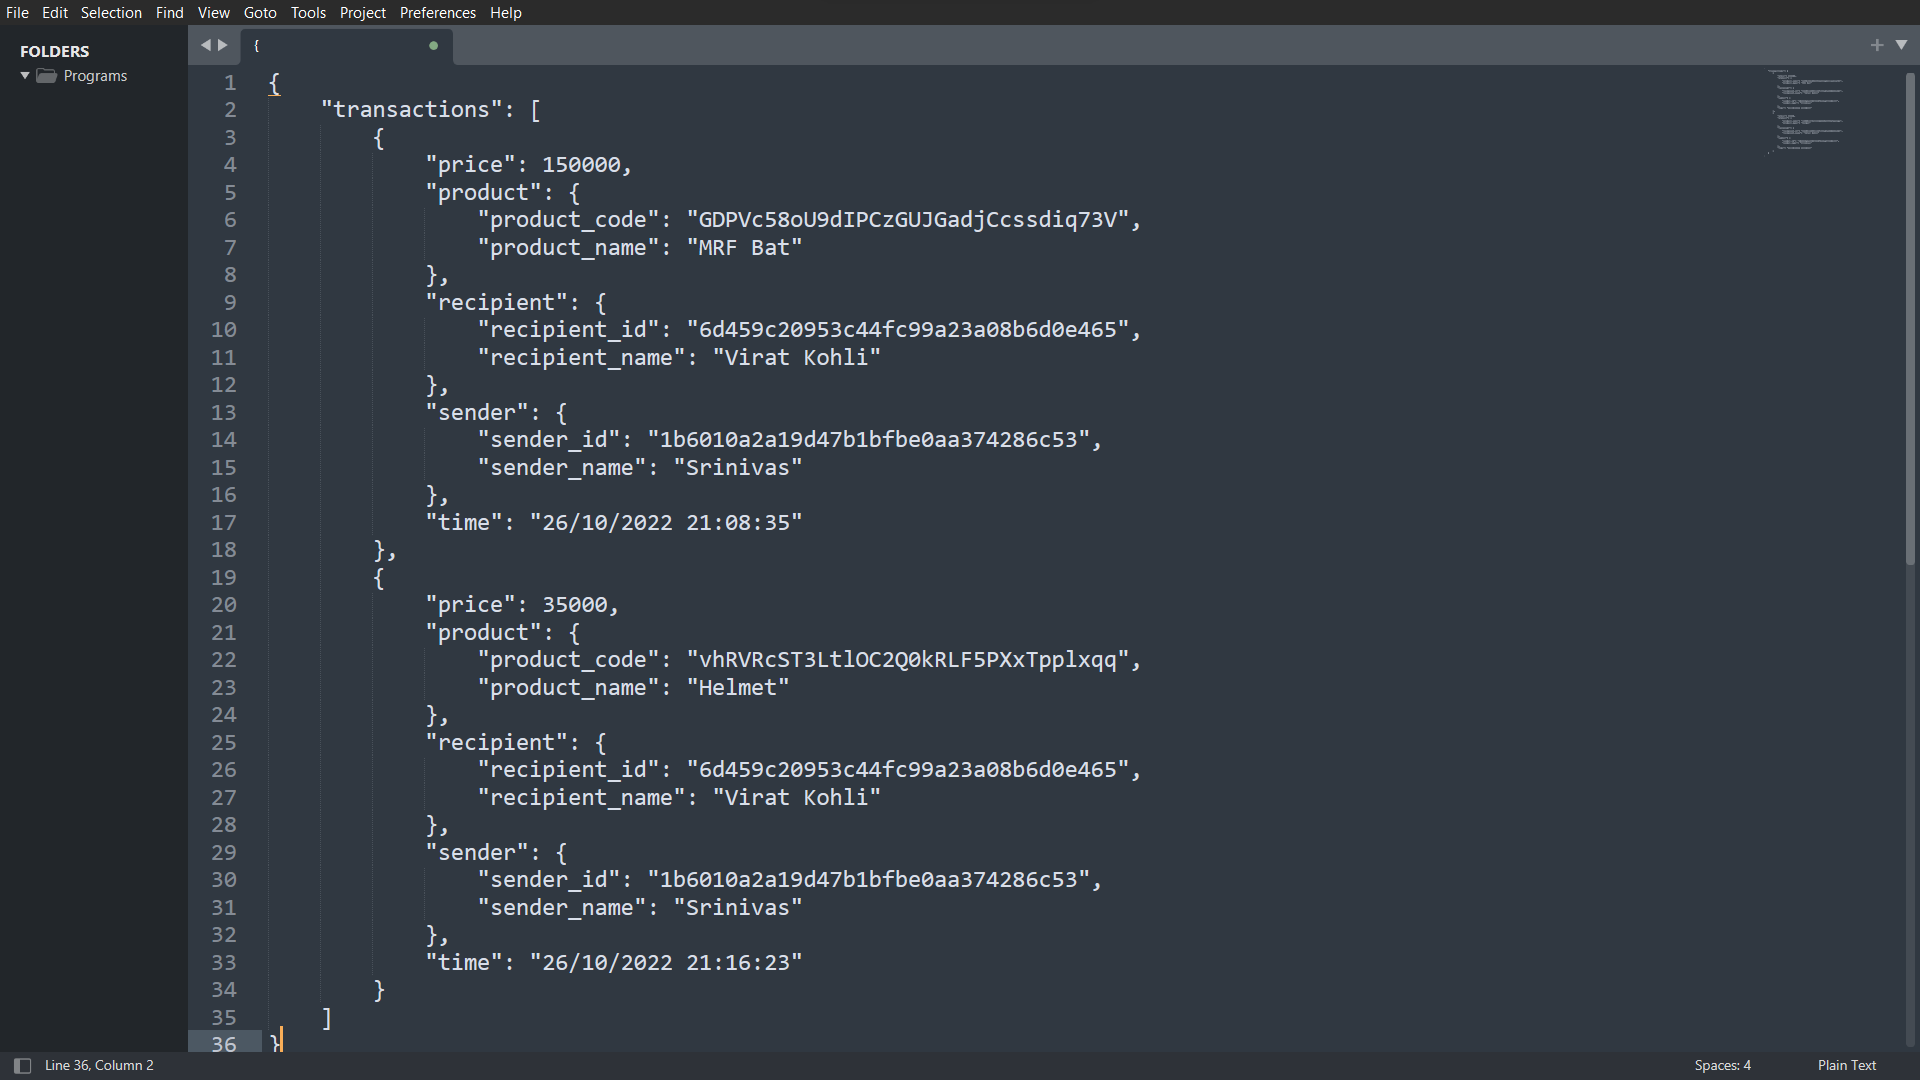 File Edit Selection Find View Goto Tools Project Preferences Help
FOLDERS
Programs
{
1 {
2 "transactions": [
3 {
4 "price": 150000,
5 "product": {
6 "product_code": "GDPVc58oU9dIPCzGUJGadjCcssdiq73V",
7 "product_name": "MRF Bat"
8 },
9 "recipient": {
10 "recipient_id": "6d459c20953c44fc99a23a08b6d0e465",
11 "recipient_name": "Virat Kohli"
12 },
13 "sender": {
14 "sender_id": "1b6010a2a19d47b1bfbe0aa374286c53",
15 "sender_name": "Srinivas"
16 },
17 "time": "26/10/2022 21:08:35"
18 },
19 {
20 "price": 35000,
21 "product": {
22 "product_code": "vhRVRcST3LtlOC2Q0kRLF5PXxTpplxqq",
23 "product_name": "Helmet"
24 },
25 "recipient": {
26 "recipient_id": "6d459c20953c44fc99a23a08b6d0e465",
27 "recipient_name": "Virat Kohli"
28 },
29 "sender": {
30 "sender_id": "1b6010a2a19d47b1bfbe0aa374286c53",
31 "sender_name": "Srinivas"
32 },
33 "time": "26/10/2022 21:16:23"
34 }
35 ]
36 }
Line 36, Column 2
Spaces: 4
Plain Text